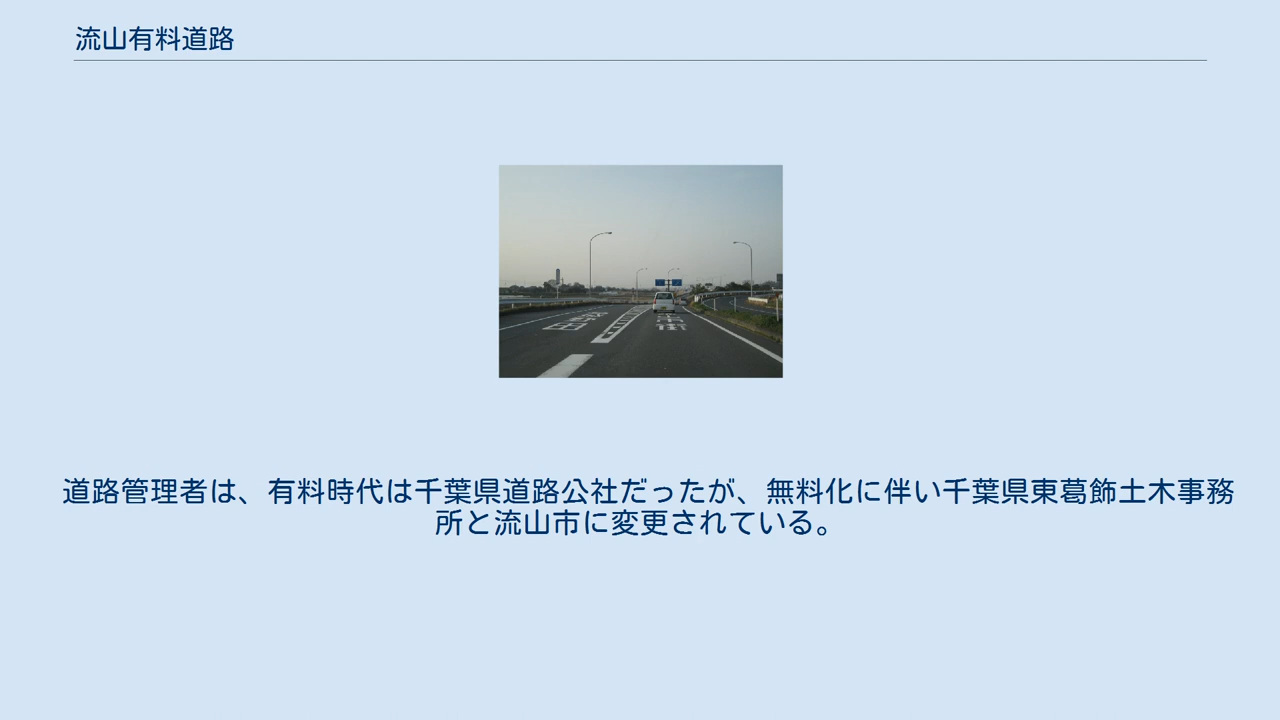 流山有料道路
道路管理者は、有料時代は千葉県道路公社だったが、無料化に伴い千葉県東葛飾土木事務
所と流山市に変更されている。